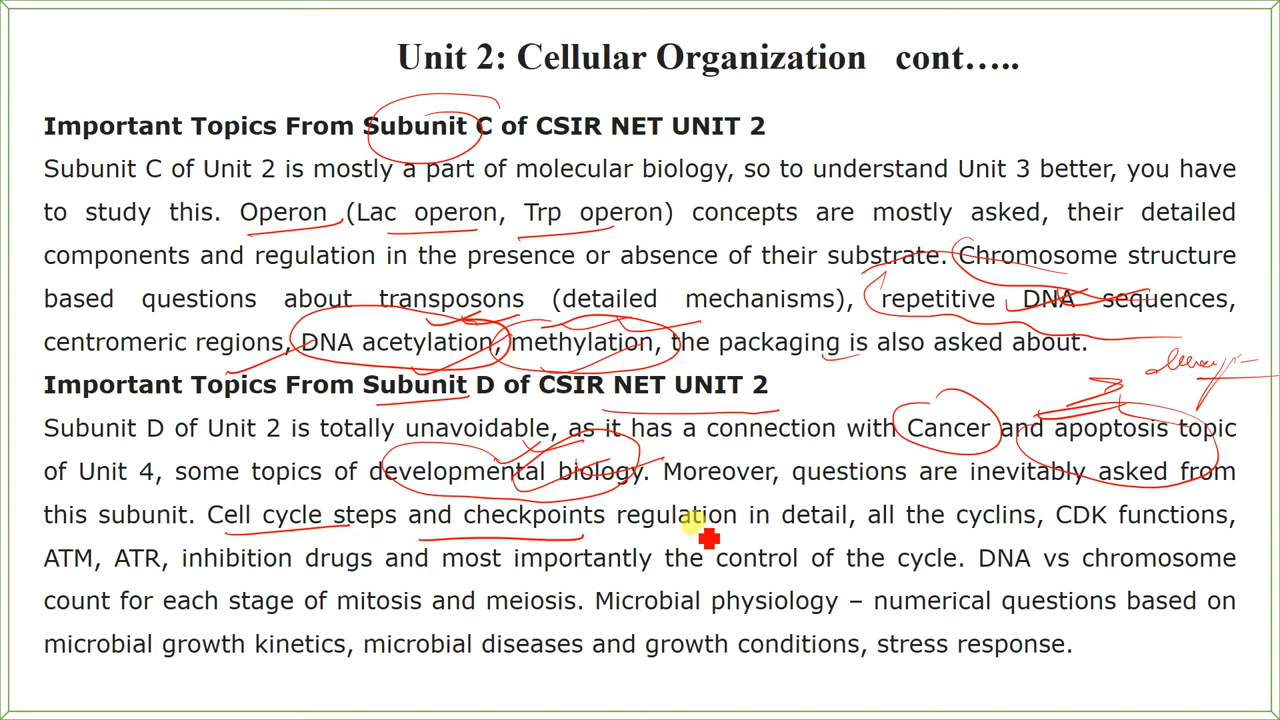 Unit 2: Cellular Organization cont…..
Important Topics From Subunit C of CSIR NET UNIT 2
Subunit C of Unit 2 is mostly a part of molecular biology, so to understand Unit 3 better, you have
to study this. Operon (Lac operon, Trp operon) concepts are mostly asked, their detailed
components and regulation in the presence or absence of their substrate. Chromosome structure
based questions about transposons (detailed mechanisms), repetitive DNA sequences,
centromeric regions, DNA acetylation, methylation, the packaging is also asked about.
Important Topics From Subunit D of CSIR NET UNIT 2
Subunit D of Unit 2 is totally unavoidable, as it has a connection with Cancer and apoptosis topic
of Unit 4, some topics of developmental biology. Moreover, questions are inevitably asked from
this subunit. Cell cycle steps and checkpoints regulation in detail, all the cyclins, CDK functions,
ATM, ATR, inhibition drugs and most importantly the control of the cycle. DNA vs chromosome
count for each stage of mitosis and meiosis. Microbial physiology – numerical questions based on
microbial growth kinetics, microbial diseases and growth conditions, stress response.